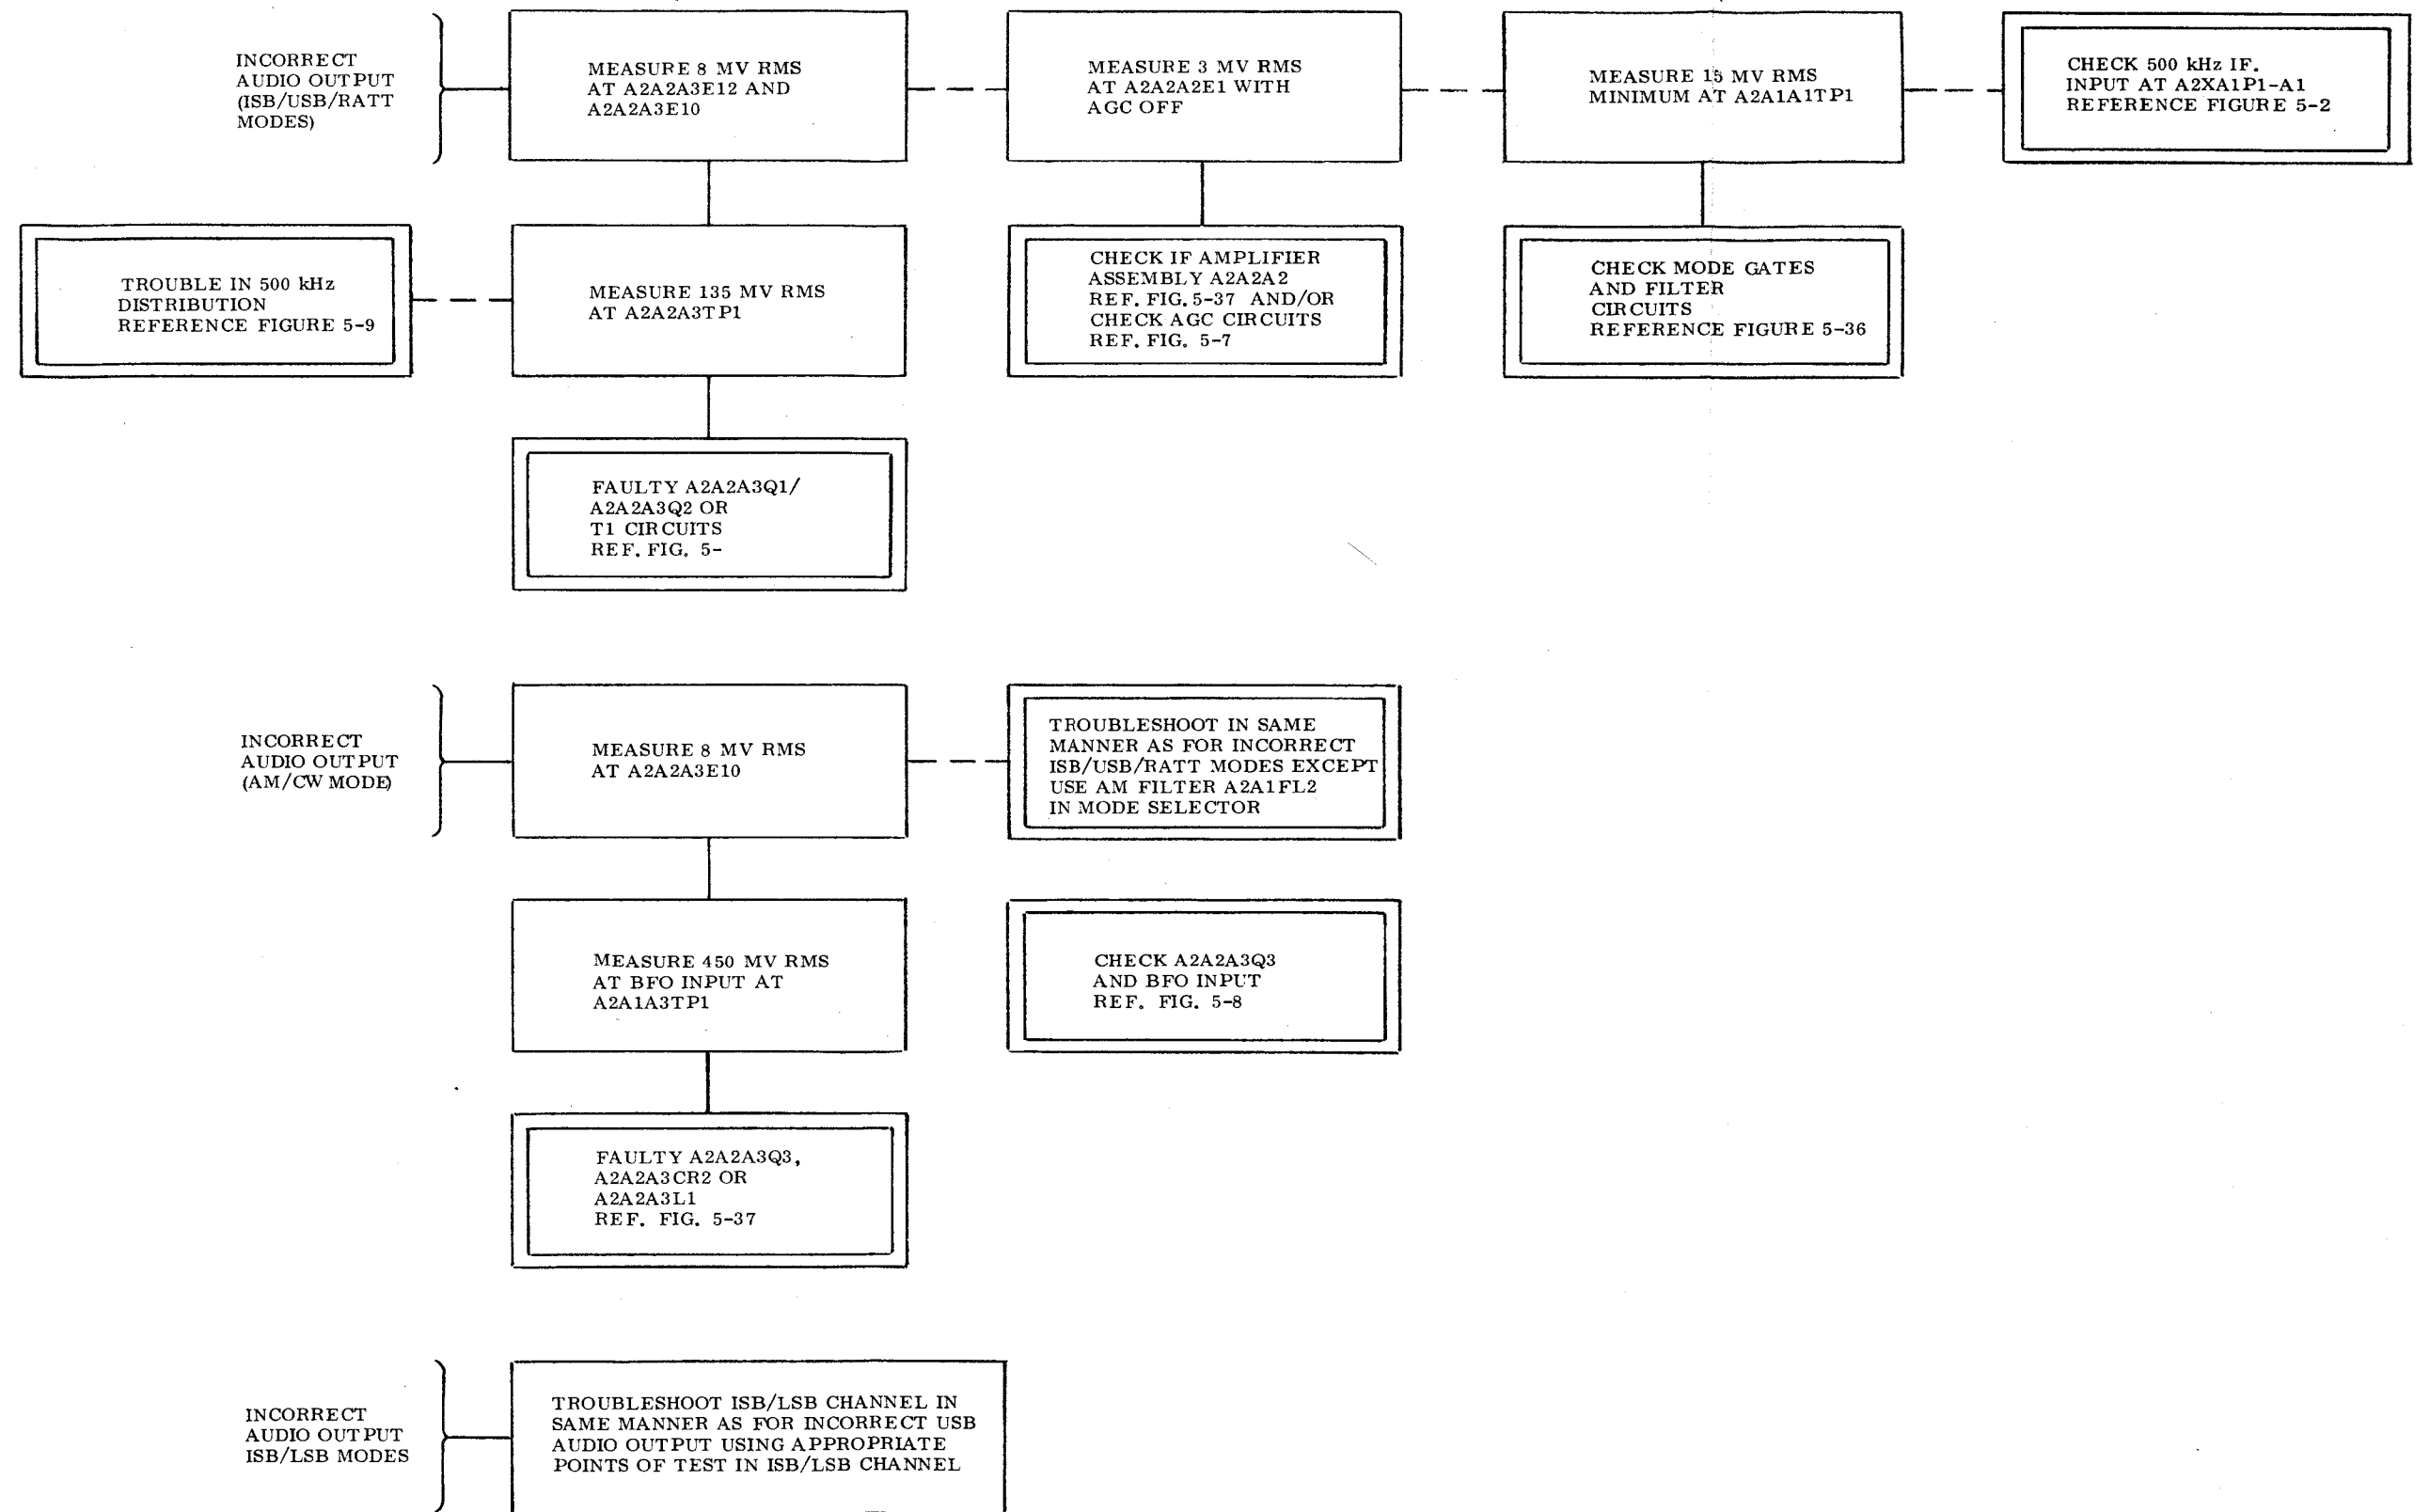 INCORRECT
AUDIO OUTPUT
(ISB/USB/RATT
MODES)
MEASURE 8 MV RMS
AT A2A2A3E12 AND
A2A2A3E10
MEASURE 3 MV RMS
AT A2A2A2E1 WITH
AGC OFF
MEASURE 15 MV RMS
MINIMUM AT A2A1A1TP1
CHECK 500 kHz IF.
INPUT AT A2XA1P1-A1
REFERENCE FIGURE 5-2
TROUBLE IN 500 kHz
DISTRIBUTION
REFERENCE FIGURE 5-9
MEASURE 135 MV RMS
AT A2A2A3TP1
CHECK IF AMPLIFIER
ASSEMBLY A2A2A2
REF. FIG. 5-37 AND/OR
CHECK AGC CIRCUITS
REF. FIG. 5-7
CHECK MODE GATES
AND FILTER
CIRCUITS
REFERENCE FIGURE 5-36
FAULTY A2A2A3Q1/
A2A2A3Q2 OR
T1 CIRCUITS
REF. FIG. 5-
INCORRECT
AUDIO OUTPUT
(AM/CW MODE)
MEASURE 8 MV RMS
AT A2A2A3E10
TROUBLESHOOT IN SAME
MANNER AS FOR INCORRECT
ISB/USB/RATT MODES EXCEPT
USE AM FILTER A2A1FL2
IN MODE SELECTOR
MEASURE 450 MV RMS
AT BFO INPUT AT
A2A1A3TP1
CHECK A2A2A3Q3
AND BFO INPUT
REF. FIG. 5-8
FAULTY A2A2A3Q3,
A2A2A3CR2 OR
A2A2A3L1
REF. FIG. 5-37
INCORRECT
AUDIO OUTPUT
ISB/LSB MODES
TROUBLESHOOT ISB/LSB CHANNEL IN
SAME MANNER AS FOR INCORRECT USB
AUDIO OUTPUT USING APPROPRIATE
POINTS OF TEST IN ISB/LSB CHANNEL